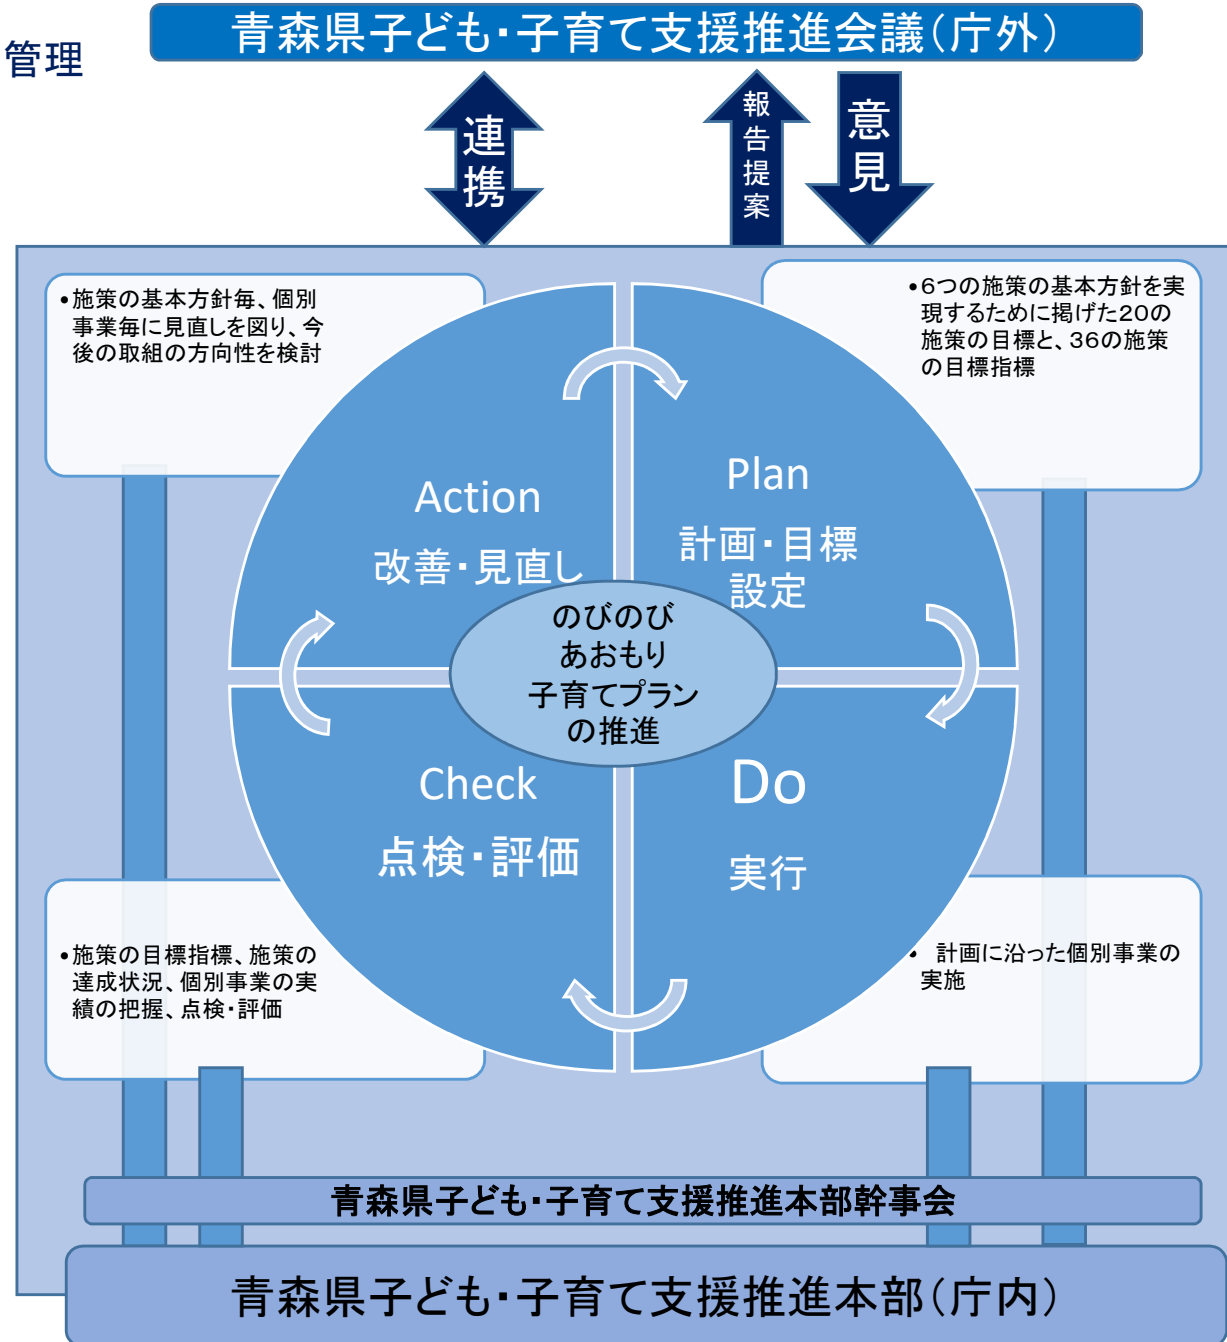 青森県子ども・子育て支援推進会議（庁外）
管理
連携
報告提案
意見
•施策の基本方針毎、個別
事業毎に見直しを図り、今
後の取組の方向性を検討
•６つの施策の基本方針を実
現するために掲げた２０の
施策の目標と、３６の施策
の目標指標
Action
改善・見直し
Plan
計画・目標
設定
のびのび
あおもり
子育てプラン
の推進
Check
点検・評価
Do
実行
•施策の目標指標、施策の
達成状況、個別事業の実
績の把握、点検・評価
•　計画に沿った個別事業の
実施
青森県子ども・子育て支援推進本部幹事会
青森県子ども・子育て支援推進本部（庁内）